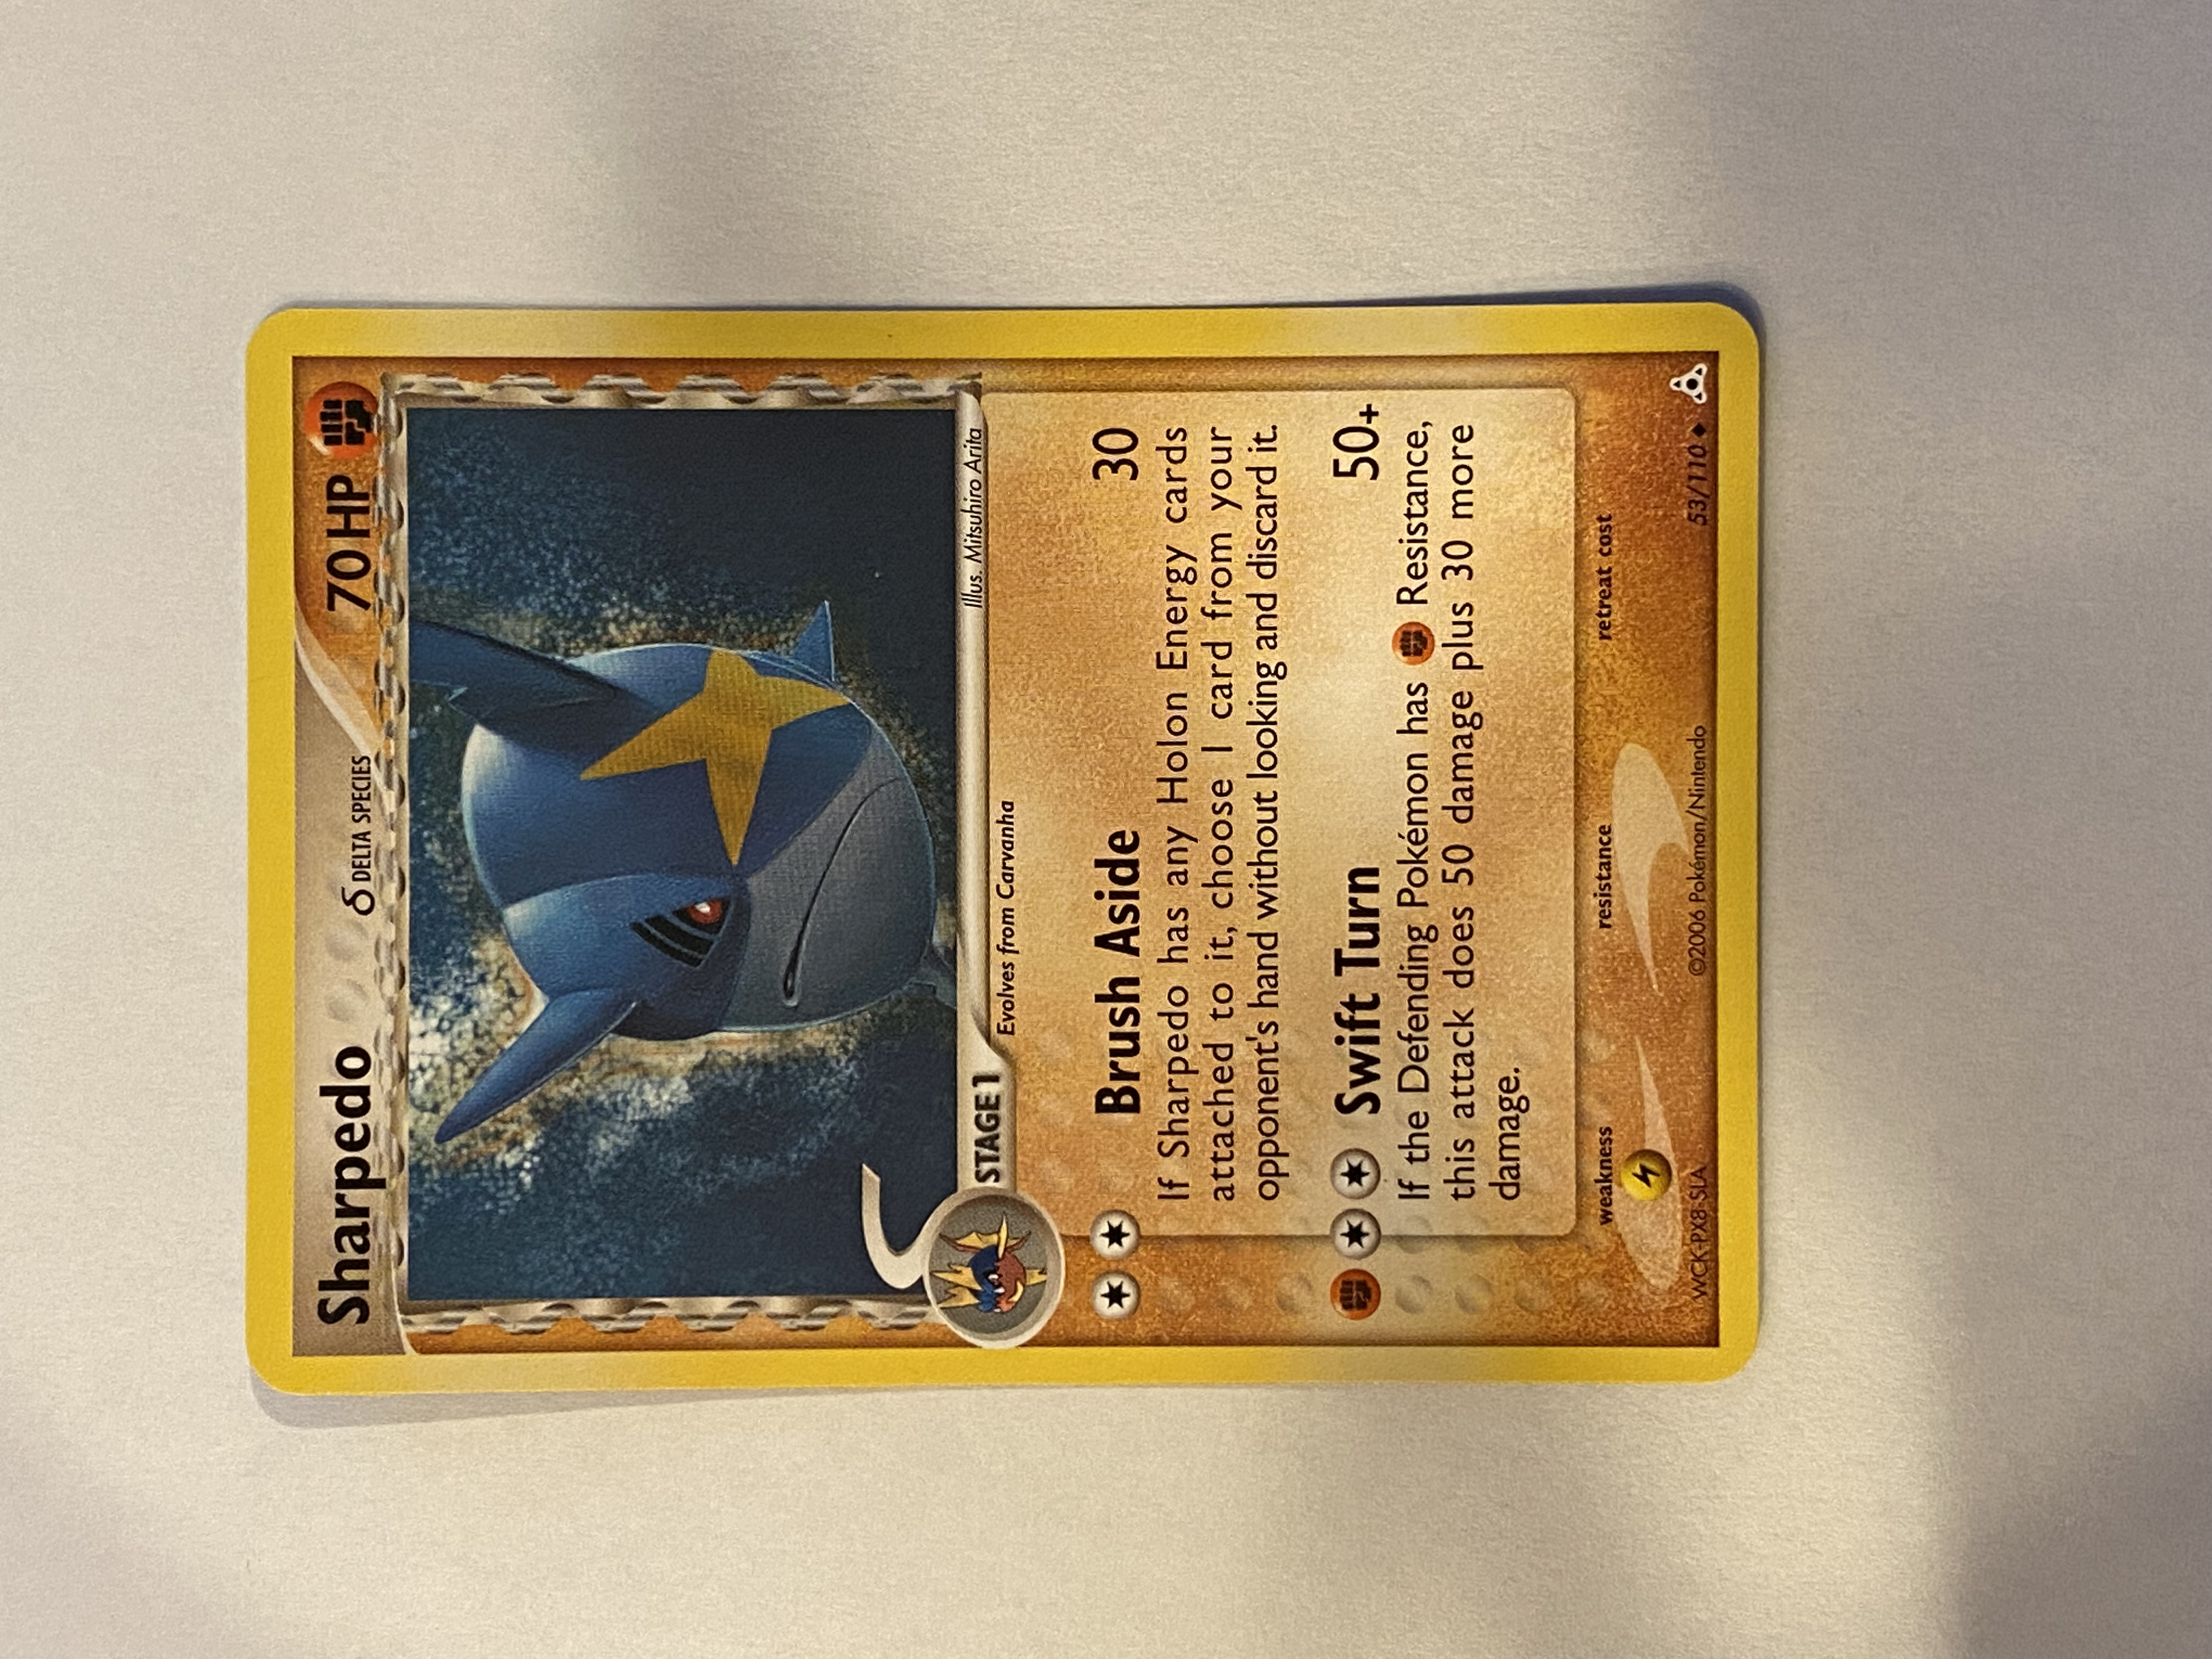 Sharpedo δ DELTA SPECIES 70 HP
Illus. Mitsuhiro Arita
STAGE 1
Evolves from Carvanha
Brush Aside 30
If Sharpedo has any Holon Energy cards
attached to it, choose 1 card from your
opponent's hand without looking and discard it.
Swift Turn 50+
If the Defending Pokémon has Resistance,
this attack does 50 damage plus 30 more
damage.
weakness resistance retreat cost
WCK-PX8-SLA ©2006 Pokémon/Nintendo 53/110